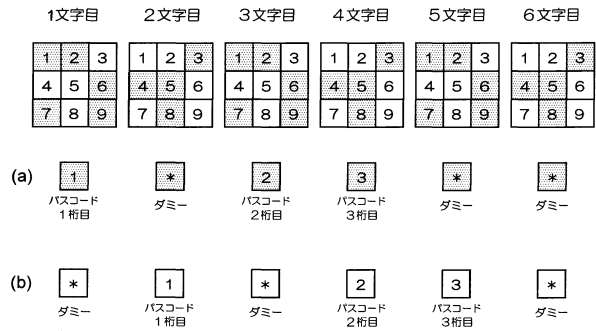 1文字目 2文字目 3文字目 4文字目 5文字目 6文字目
1 2 3 1 2 3 1 2 3 1 2 3 1 2 3 1 2 3
4 5 6 4 5 6 4 5 6 4 5 6 4 5 6 4 5 6
7 8 9 7 8 9 7 8 9 7 8 9 7 8 9 7 8 9
(a) 1 * 2 3 * *
パスコード ダミー パスコード パスコード ダミー ダミー
1桁目 2桁目 3桁目
(b) * 1 * 2 3 *
ダミー パスコード ダミー パスコード パスコード ダミー
1桁目 2桁目 3桁目